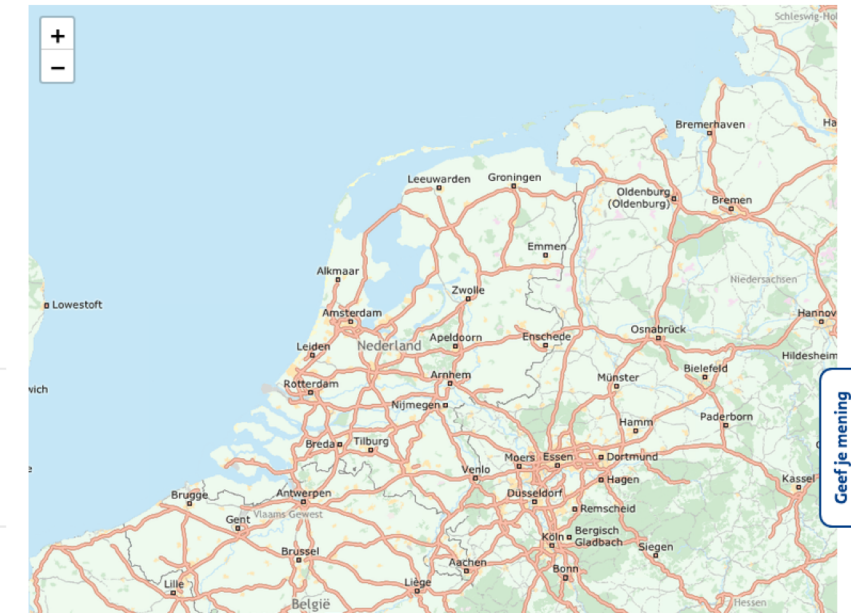 +
−
Schleswig-Hol
Bremerhaven
Ha
Leeuwarden
Groningen
Oldenburg
(Oldenburg)
Bremen
Emmen
Alkmaar
Niedersachsen
Zwolle
Lowestoft
Amsterdam
Hannov
Osnabrück
Apeldoorn
Enschede
Leiden
Nederland
Hildesheim
Bielefeld
Arnhem
Münster
Rotterdam
wich
Nijmegen
Paderborn
Geef je mening
Hamm
Breda
Tilburg
Moers
Essen
Dortmund
Venlo
Hagen
Kassel
Brugge
Antwerpen
Düsseldorf
Vlaams Gewest
Remscheid
Gent
Bergisch
Gladbach
Köln
Siegen
Brussel
Aachen
Bonn
Lille
Liège
België
Hessen